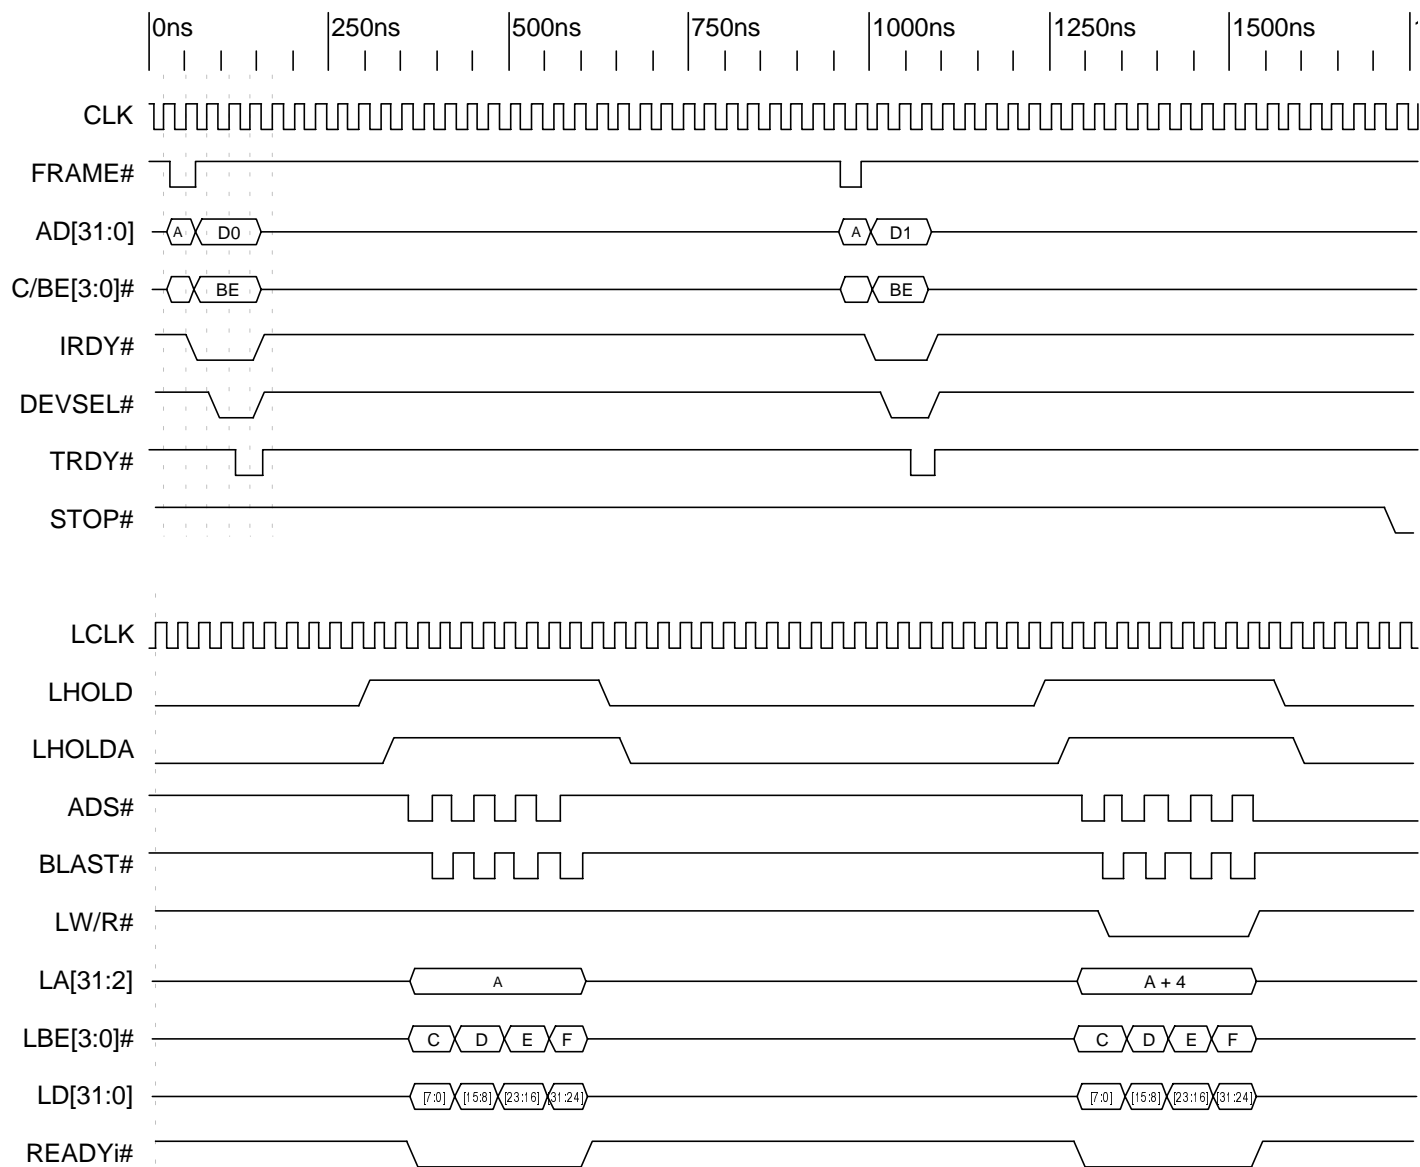 0ns 250ns 500ns 750ns 1000ns 1250ns 1500ns
CLK
FRAME#
AD[31:0] A D0 A D1
C/BE[3:0]# BE BE
IRDY#
DEVSEL#
TRDY#
STOP#
LCLK
LHOLD
LHOLDA
ADS#
BLAST#
LW/R#
LA[31:2] A A + 4
LBE[3:0]# C D E F C D E F
LD[31:0] [7:0] [15:8] [23:16] [31:24] [7:0] [15:8] [23:16] [31:24]
READYi#